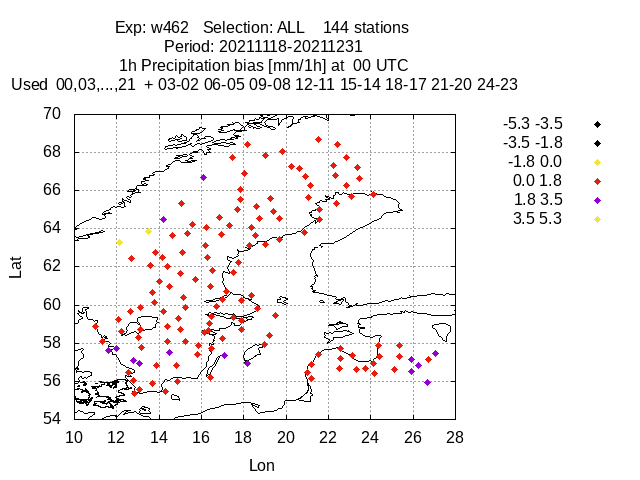 Exp: w462 Selection: ALL 144 stations
Period: 20211118-20211231
1h Precipitation bias [mm/1h] at 00 UTC
Used 00,03,...,21 + 03-02 06-05 09-08 12-11 15-14 18-17 21-20 24-23
70
68
66
64
62
60
58
56
54
Lat
10 12 14 16 18 20 22 24 26 28
Lon
-5.3 -3.5
-3.5 -1.8
-1.8 0.0
0.0 1.8
1.8 3.5
3.5 5.3